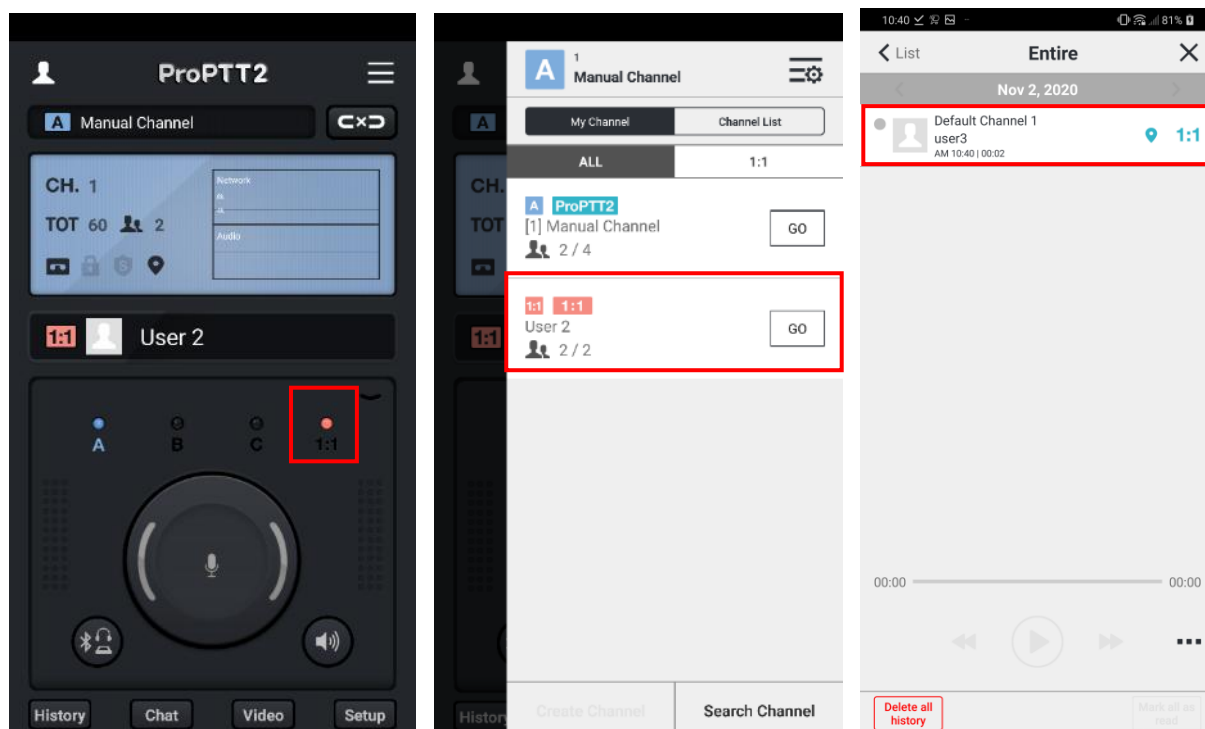 ProPTT2
A Manual Channel
CH. 1
Network
TOT 60 2
Audio
1:1 User 2
A B C 1:1
History Chat Video Setup
1
A Manual Channel
My Channel Channel List
ALL 1:1
A ProPTT2
[1] Manual Channel
GO
2 / 4
1:1 1:1
User 2
GO
2 / 2
Create Channel Search Channel
10:40 81%
List Entire
Nov 2, 2020
Default Channel 1
user3
1:1
AM 10:40 | 00:02
00:00 00:00
Delete all
history
Mark all as
read